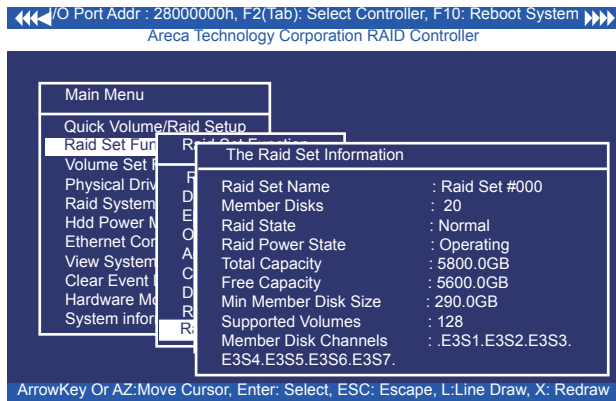 /O Port Addr : 28000000h, F2(Tab): Select Controller, F10: Reboot System
Areca Technology Corporation RAID Controller
Main Menu
Quick Volume/Raid Setup
Raid Set Fun
Volume Set
Physical Driv
Raid System
Hdd Power M
Ethernet Con
View System
Clear Event
Hardware Mo
System infor
Raid Set Function
R
D
E
O
A
C
D
R
Ra
The Raid Set Information
Raid Set Name : Raid Set #000
Member Disks : 20
Raid State : Normal
Raid Power State : Operating
Total Capacity : 5800.0GB
Free Capacity : 5600.0GB
Min Member Disk Size : 290.0GB
Supported Volumes : 128
Member Disk Channels : .E3S1.E3S2.E3S3.
E3S4.E3S5.E3S6.E3S7.
ArrowKey Or AZ:Move Cursor, Enter: Select, ESC: Escape, L:Line Draw, X: Redraw